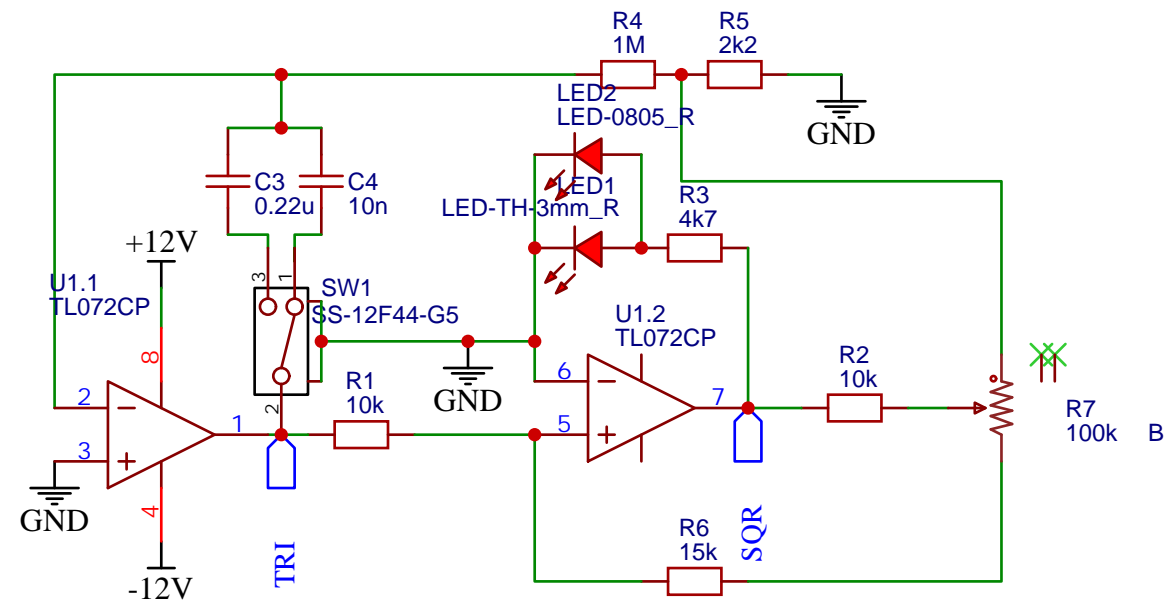 R4
1M
R5
2k2
LED2
LED-0805_R
GND
C3
0.22u
C4
10n
LED1
LED-TH-3mm_R
R3
4k7
+12V
U1.1
TL072CP
3
1
SW1
SS-12F44-G5
U1.2
TL072CP
8
R2
10k
2
6
R1
10k
GND
7
R7
100k
B
1
2
5
3
4
GND
-12V
TRI
SQR
R6
15k